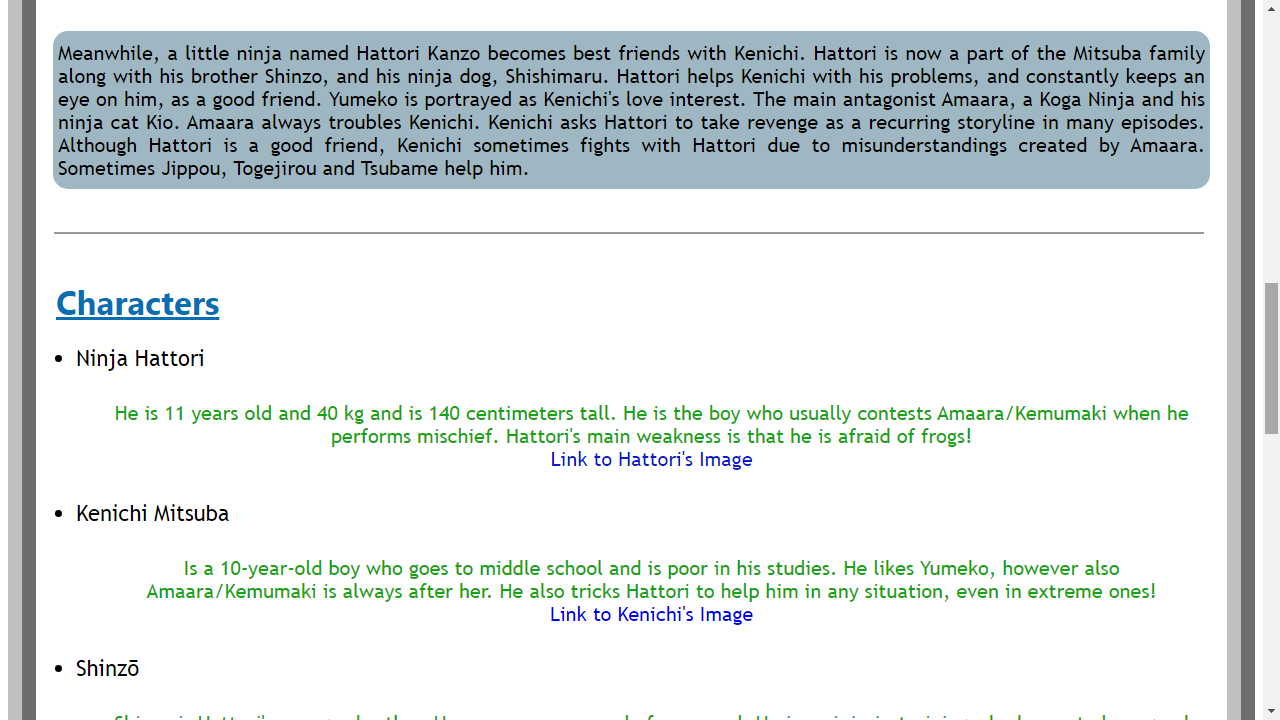 Meanwhile, a little ninja named Hattori Kanzo becomes best friends with Kenichi. Hattori is now a part of the Mitsuba family
along with his brother Shinzo, and his ninja dog, Shishimaru. Hattori helps Kenichi with his problems, and constantly keeps an
eye on him, as a good friend. Yumeko is portrayed as Kenichi's love interest. The main antagonist Amaara, a Koga Ninja and his
ninja cat Kio. Amaara always troubles Kenichi. Kenichi asks Hattori to take revenge as a recurring storyline in many episodes.
Although Hattori is a good friend, Kenichi sometimes fights with Hattori due to misunderstandings created by Amaara.
Sometimes Jippou, Togejirou and Tsubame help him.
Characters
• Ninja Hattori
He is 11 years old and 40 kg and is 140 centimeters tall. He is the boy who usually contests Amaara/Kemumaki when he
performs mischief. Hattori's main weakness is that he is afraid of frogs!
Link to Hattori's Image
• Kenichi Mitsuba
Is a 10-year-old boy who goes to middle school and is poor in his studies. He likes Yumeko, however also
Amaara/Kemumaki is always after her. He also tricks Hattori to help him in any situation, even in extreme ones!
Link to Kenichi's Image
• Shinzō